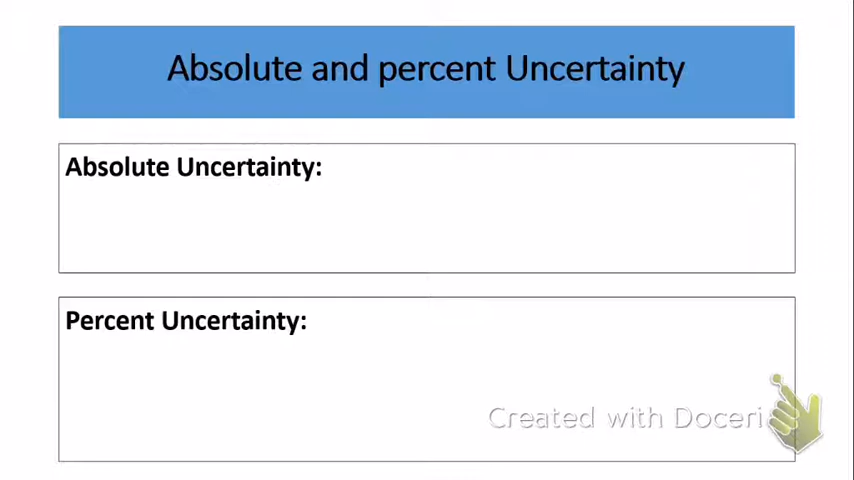 Absolute and percent Uncertainty
Absolute Uncertainty:
Percent Uncertainty:
Created with Doceri